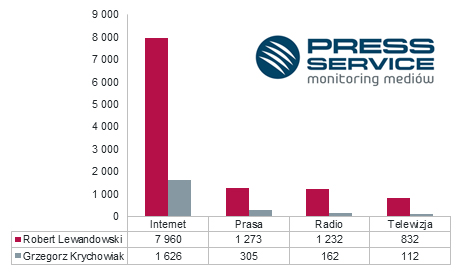 9 000
8 000
7 000
6 000
5 000
4 000
3 000
2 000
1 000
0
PRESS
SERVICE
monitoring mediów
Internet Prasa Radio Telewizja
Robert Lewandowski 7 960 1 273 1 232 832
Grzegorz Krychowiak 1 626 305 162 112